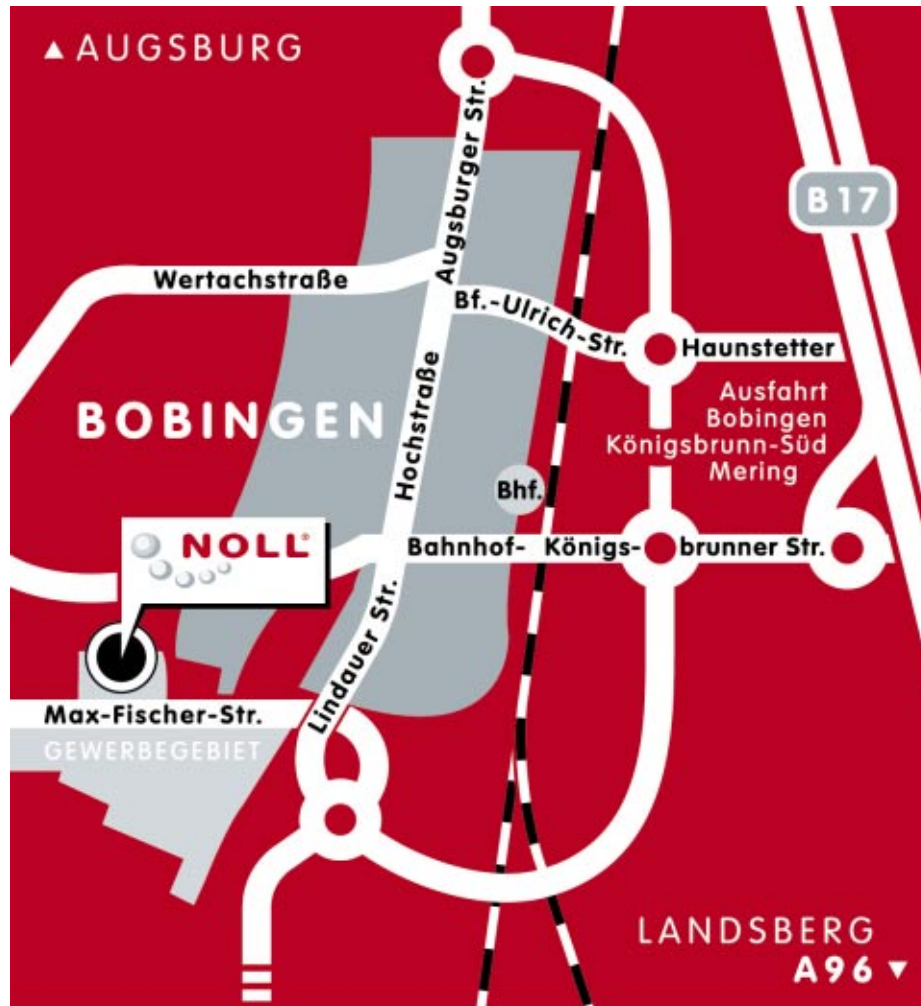 ▲ AUGSBURG
Augsburger Str.
B 17
Wertachstraße
Bf.-Ulrich-Str.
Haunstetter
Ausfahrt
Bobingen
Königsbrunn-Süd
Mering
BOBINGEN
Hochstraße
Bhf.
NOLL®
Bahnhof- Königs- brunner Str.
Lindauer Str.
Max-Fischer-Str.
GEWERBEGEBIET
LANDSBERG
A96 ▼